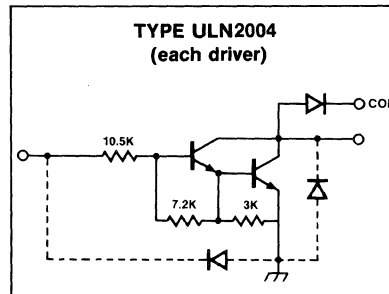 TYPE ULN2004
(each driver)
COM
10.5K
7.2K
3K